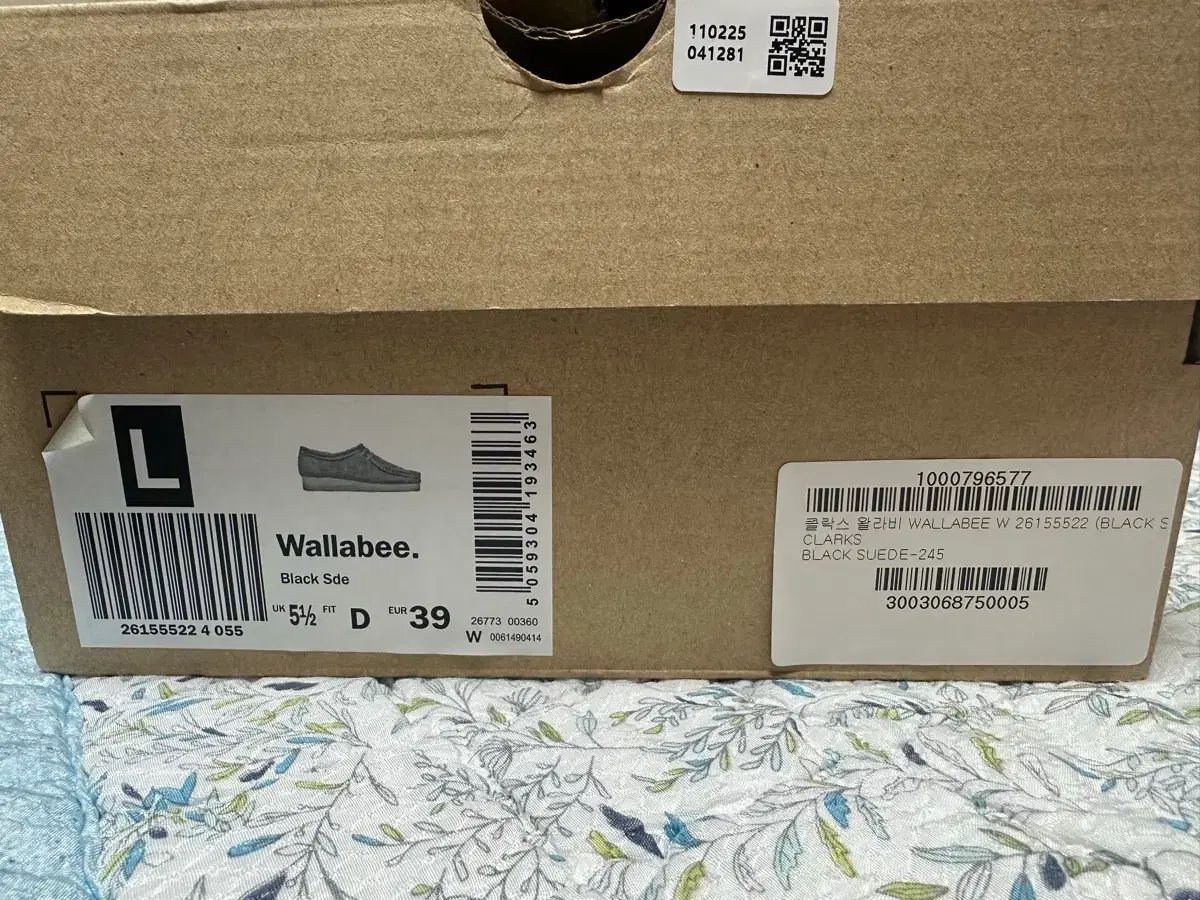 110225
041281
L
Wallabee.
Black Sde
UK 5½ FIT D EUR 39
26155522 4 055
5 059304 193463
26773 00360
W 0061490414
1000796577
클락스 왈라비 WALLABEE W 26155522 (BLACK S
CLARKS
BLACK SUEDE-245
3003068750005